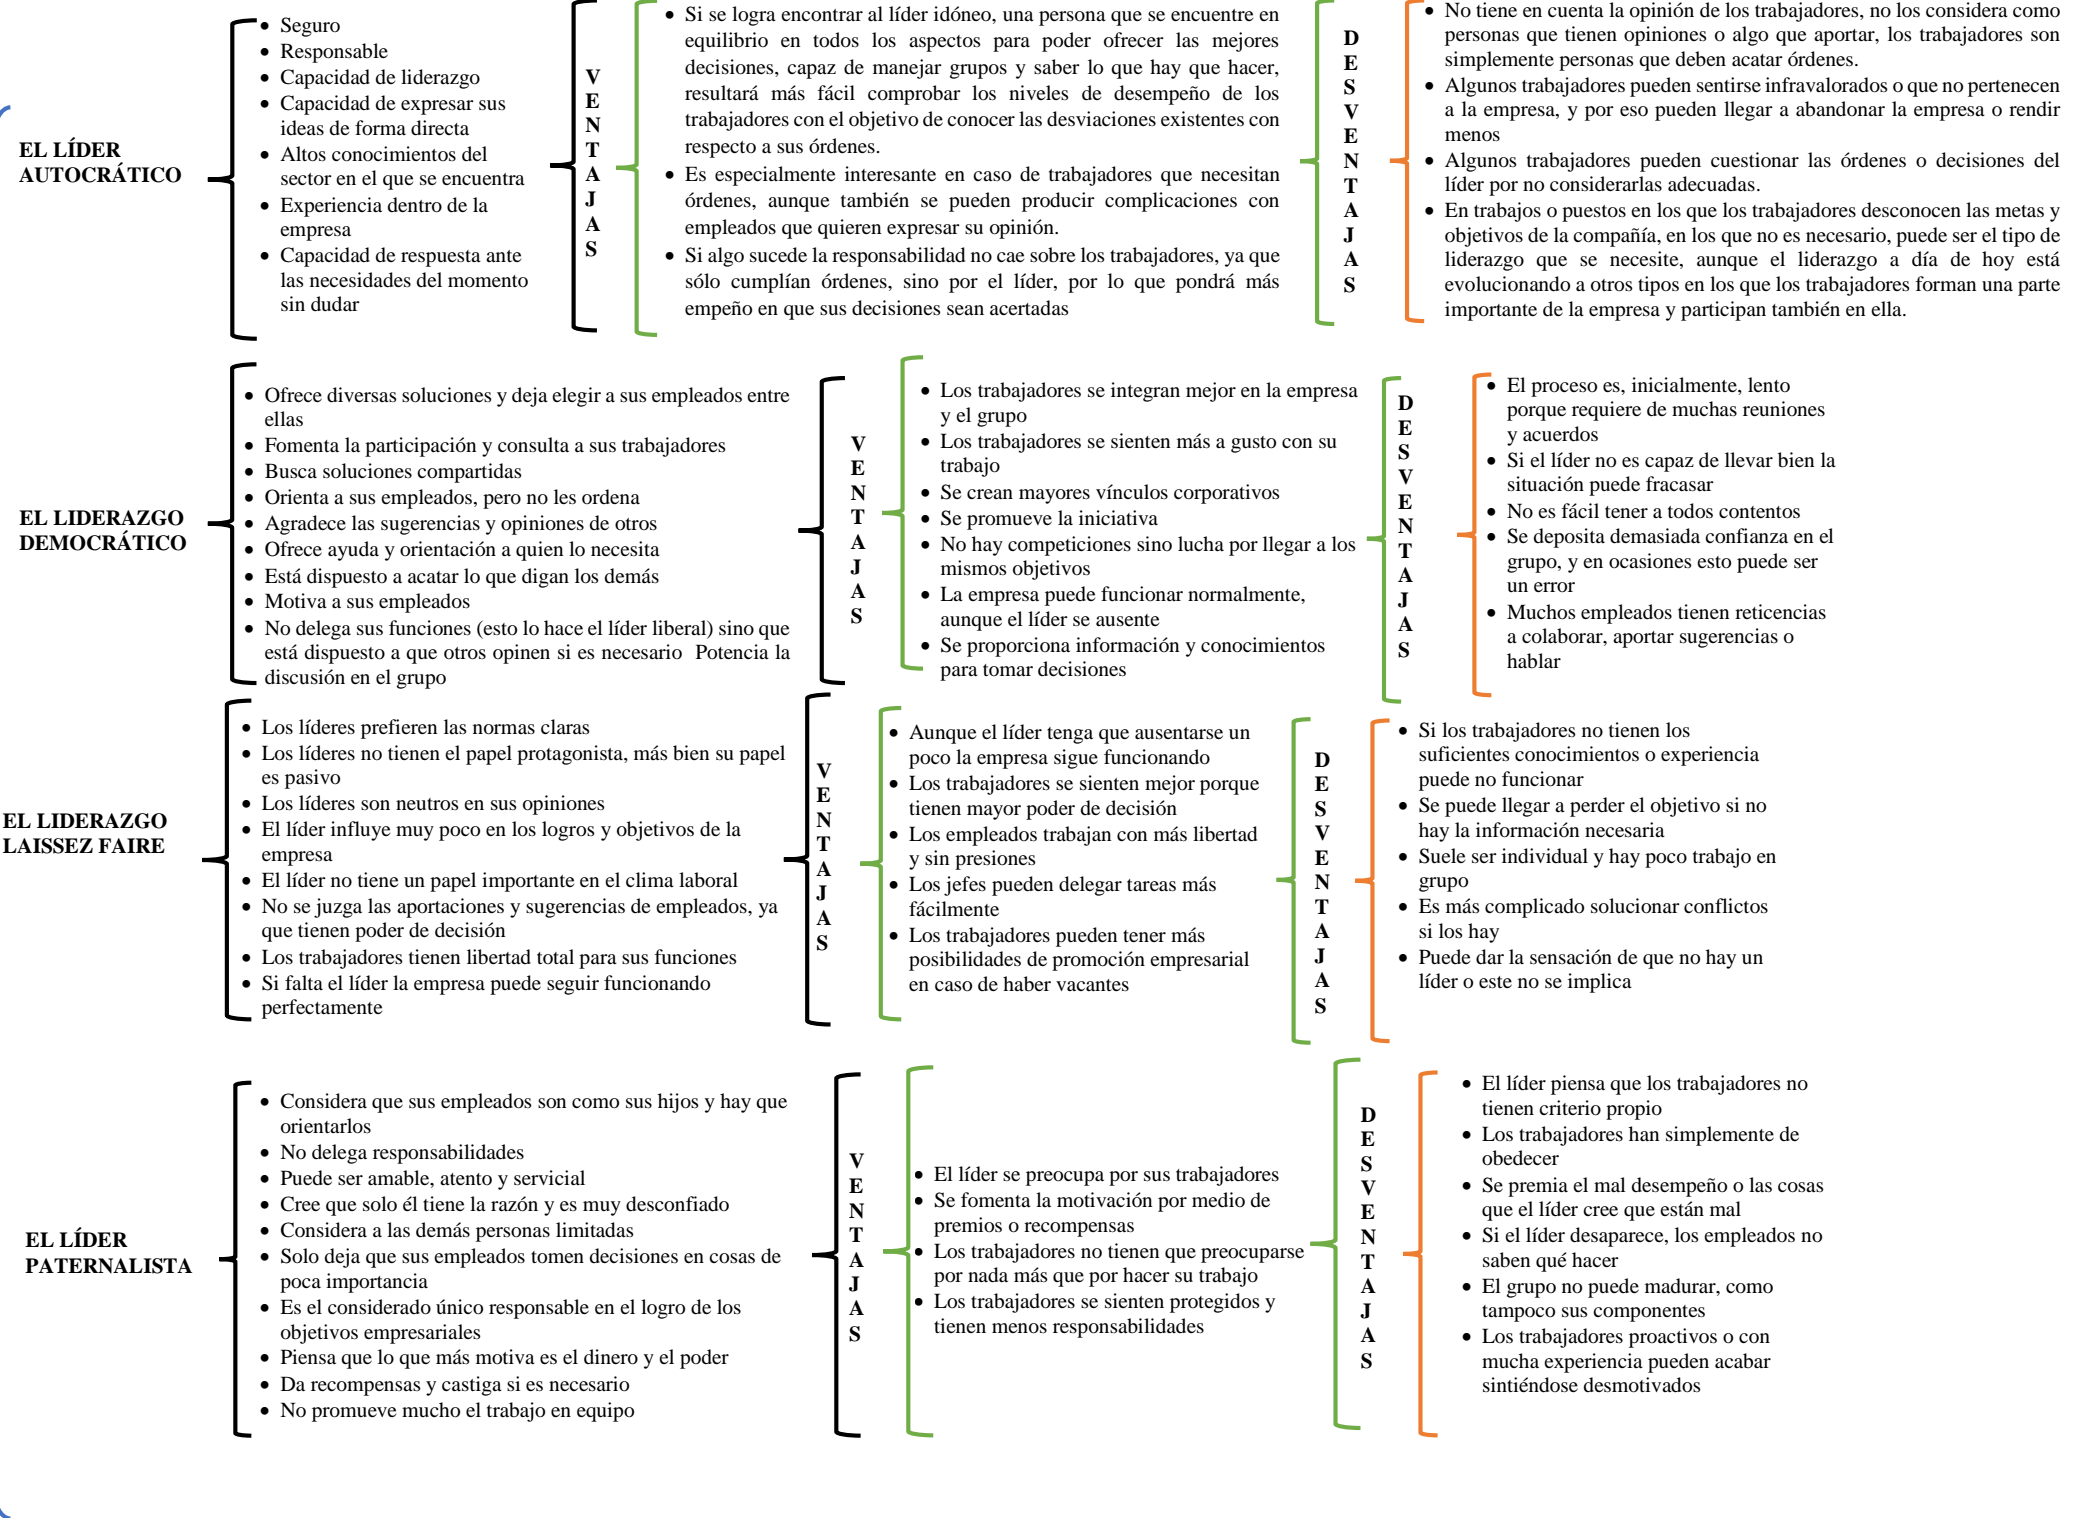 EL LÍDER
AUTOCRÁTICO
• Seguro
• Responsable
• Capacidad de liderazgo
• Capacidad de expresar sus
ideas de forma directa
• Altos conocimientos del
sector en el que se encuentra
• Experiencia dentro de la
empresa
• Capacidad de respuesta ante
las necesidades del momento
sin dudar
V
E
N
T
A
J
A
S
• Si se logra encontrar al líder idóneo, una persona que se encuentre en
equilibrio en todos los aspectos para poder ofrecer las mejores
decisiones, capaz de manejar grupos y saber lo que hay que hacer,
resultará más fácil comprobar los niveles de desempeño de los
trabajadores con el objetivo de conocer las desviaciones existentes con
respecto a sus órdenes.
• Es especialmente interesante en caso de trabajadores que necesitan
órdenes, aunque también se pueden producir complicaciones con
empleados que quieren expresar su opinión.
• Si algo sucede la responsabilidad no cae sobre los trabajadores, ya que
sólo cumplían órdenes, sino por el líder, por lo que pondrá más
empeño en que sus decisiones sean acertadas
D
E
S
V
E
N
T
A
J
A
S
• No tiene en cuenta la opinión de los trabajadores, no los considera como
personas que tienen opiniones o algo que aportar, los trabajadores son
simplemente personas que deben acatar órdenes.
• Algunos trabajadores pueden sentirse infravalorados o que no pertenecen
a la empresa, y por eso pueden llegar a abandonar la empresa o rendir
menos
• Algunos trabajadores pueden cuestionar las órdenes o decisiones del
líder por no considerarlas adecuadas.
• En trabajos o puestos en los que los trabajadores desconocen las metas y
objetivos de la compañía, en los que no es necesario, puede ser el tipo de
liderazgo que se necesite, aunque el liderazgo a día de hoy está
evolucionando a otros tipos en los que los trabajadores forman una parte
importante de la empresa y participan también en ella.
EL LIDERAZGO
DEMOCRÁTICO
• Ofrece diversas soluciones y deja elegir a sus empleados entre
ellas
• Fomenta la participación y consulta a sus trabajadores
• Busca soluciones compartidas
• Orienta a sus empleados, pero no les ordena
• Agradece las sugerencias y opiniones de otros
• Ofrece ayuda y orientación a quien lo necesita
• Está dispuesto a acatar lo que digan los demás
• Motiva a sus empleados
• No delega sus funciones (esto lo hace el líder liberal) sino que
está dispuesto a que otros opinen si es necesario  Potencia la
discusión en el grupo
V
E
N
T
A
J
A
S
• Los trabajadores se integran mejor en la empresa
y el grupo
• Los trabajadores se sienten más a gusto con su
trabajo
• Se crean mayores vínculos corporativos
• Se promueve la iniciativa
• No hay competiciones sino lucha por llegar a los
mismos objetivos
• La empresa puede funcionar normalmente,
aunque el líder se ausente
• Se proporciona información y conocimientos
para tomar decisiones
D
E
S
V
E
N
T
A
J
A
S
• El proceso es, inicialmente, lento
porque requiere de muchas reuniones
y acuerdos
• Si el líder no es capaz de llevar bien la
situación puede fracasar
• No es fácil tener a todos contentos
• Se deposita demasiada confianza en el
grupo, y en ocasiones esto puede ser
un error
• Muchos empleados tienen reticencias
a colaborar, aportar sugerencias o
hablar
EL LIDERAZGO
LAISSEZ FAIRE
• Los líderes prefieren las normas claras
• Los líderes no tienen el papel protagonista, más bien su papel
es pasivo
• Los líderes son neutros en sus opiniones
• El líder influye muy poco en los logros y objetivos de la
empresa
• El líder no tiene un papel importante en el clima laboral
• No se juzga las aportaciones y sugerencias de empleados, ya
que tienen poder de decisión
• Los trabajadores tienen libertad total para sus funciones
• Si falta el líder la empresa puede seguir funcionando
perfectamente
V
E
N
T
A
J
A
S
• Aunque el líder tenga que ausentarse un
poco la empresa sigue funcionando
• Los trabajadores se sienten mejor porque
tienen mayor poder de decisión
• Los empleados trabajan con más libertad
y sin presiones
• Los jefes pueden delegar tareas más
fácilmente
• Los trabajadores pueden tener más
posibilidades de promoción empresarial
en caso de haber vacantes
D
E
S
V
E
N
T
A
J
A
S
• Si los trabajadores no tienen los
suficientes conocimientos o experiencia
puede no funcionar
• Se puede llegar a perder el objetivo si no
hay la información necesaria
• Suele ser individual y hay poco trabajo en
grupo
• Es más complicado solucionar conflictos
si los hay
• Puede dar la sensación de que no hay un
líder o este no se implica
EL LÍDER
PATERNALISTA
• Considera que sus empleados son como sus hijos y hay que
orientarlos
• No delega responsabilidades
• Puede ser amable, atento y servicial
• Cree que solo él tiene la razón y es muy desconfiado
• Considera a las demás personas limitadas
• Solo deja que sus empleados tomen decisiones en cosas de
poca importancia
• Es el considerado único responsable en el logro de los
objetivos empresariales
• Piensa que lo que más motiva es el dinero y el poder
• Da recompensas y castiga si es necesario
• No promueve mucho el trabajo en equipo
V
E
N
T
A
J
A
S
• El líder se preocupa por sus trabajadores
• Se fomenta la motivación por medio de
premios o recompensas
• Los trabajadores no tienen que preocuparse
por nada más que por hacer su trabajo
• Los trabajadores se sienten protegidos y
tienen menos responsabilidades
D
E
S
V
E
N
T
A
J
A
S
• El líder piensa que los trabajadores no
tienen criterio propio
• Los trabajadores han simplemente de
obedecer
• Se premia el mal desempeño o las cosas
que el líder cree que están mal
• Si el líder desaparece, los empleados no
saben qué hacer
• El grupo no puede madurar, como
tampoco sus componentes
• Los trabajadores proactivos o con
mucha experiencia pueden acabar
sintiéndose desmotivados